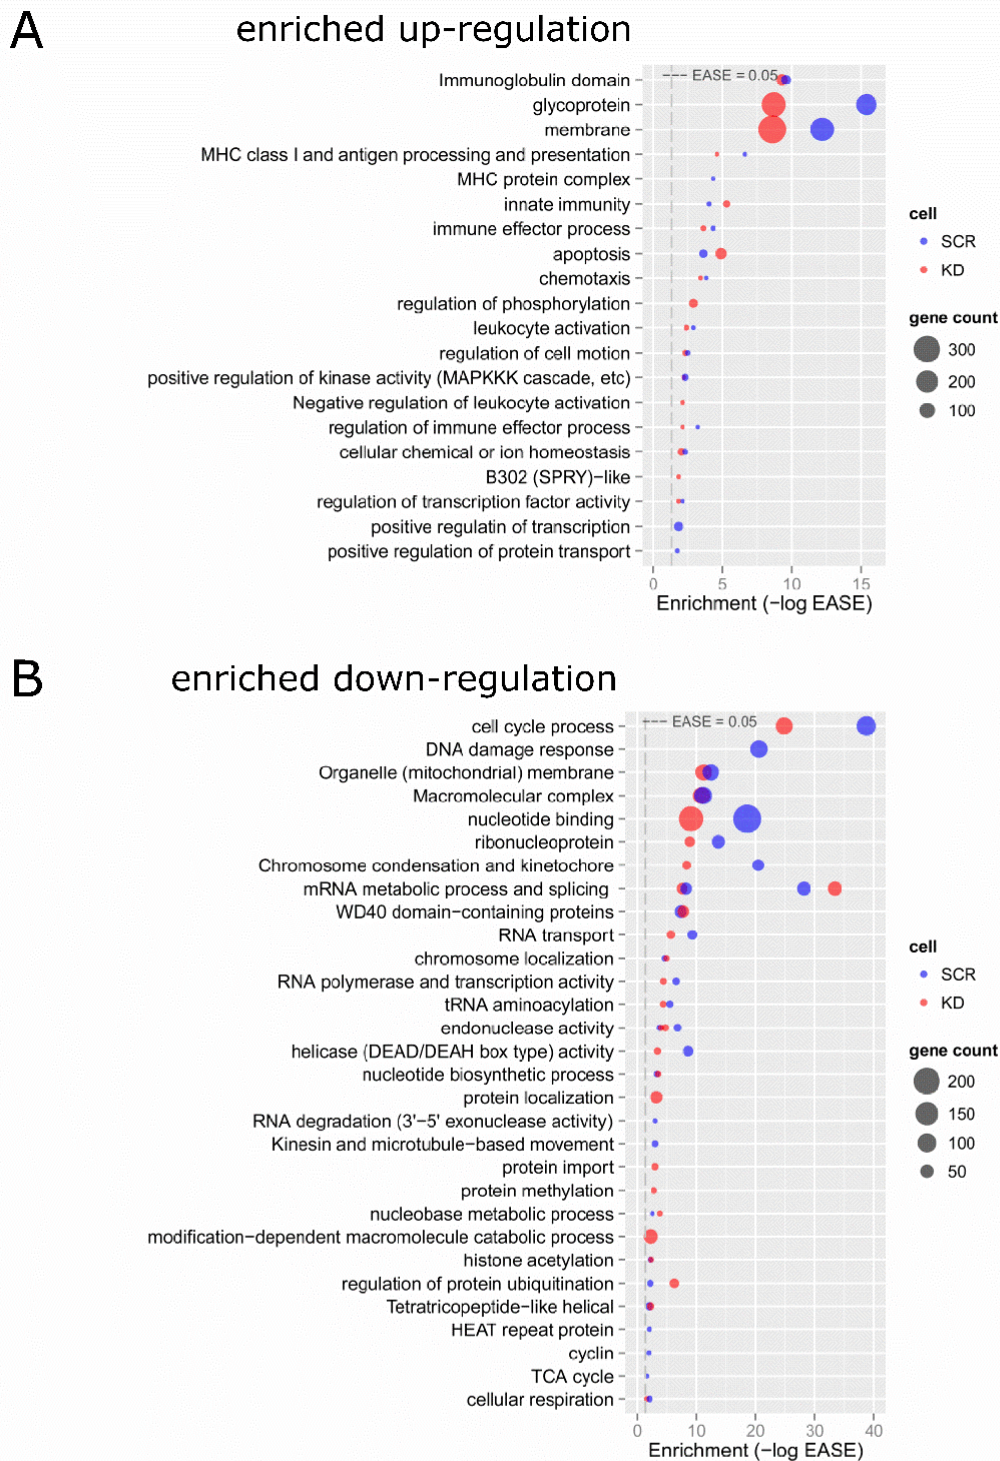 A
enriched up-regulation
Immunoglobulin domain
glycoprotein
membrane
MHC class I and antigen processing and presentation
MHC protein complex
innate immunity
immune effector process
apoptosis
chemotaxis
regulation of phosphorylation
leukocyte activation
regulation of cell motion
positive regulation of kinase activity (MAPKKK cascade, etc)
Negative regulation of leukocyte activation
regulation of immune effector process
cellular chemical or ion homeostasis
B302 (SPRY)−like
regulation of transcription factor activity
positive regulatin of transcription
positive regulation of protein transport
EASE = 0.05
0 5 10 15
Enrichment (−log EASE)
cell
SCR
KD
gene count
300
200
100
B
enriched down-regulation
cell cycle process
DNA damage response
Organelle (mitochondrial) membrane
Macromolecular complex
nucleotide binding
ribonucleoprotein
Chromosome condensation and kinetochore
mRNA metabolic process and splicing
WD40 domain−containing proteins
RNA transport
chromosome localization
RNA polymerase and transcription activity
tRNA aminoacylation
endonuclease activity
helicase (DEAD/DEAH box type) activity
nucleotide biosynthetic process
protein localization
RNA degradation (3'−5' exonuclease activity)
Kinesin and microtubule−based movement
protein import
protein methylation
nucleobase metabolic process
modification−dependent macromolecule catabolic process
histone acetylation
regulation of protein ubiquitination
Tetratricopeptide−like helical
HEAT repeat protein
cyclin
TCA cycle
cellular respiration
EASE = 0.05
0 10 20 30 40
Enrichment (−log EASE)
cell
SCR
KD
gene count
200
150
100
50